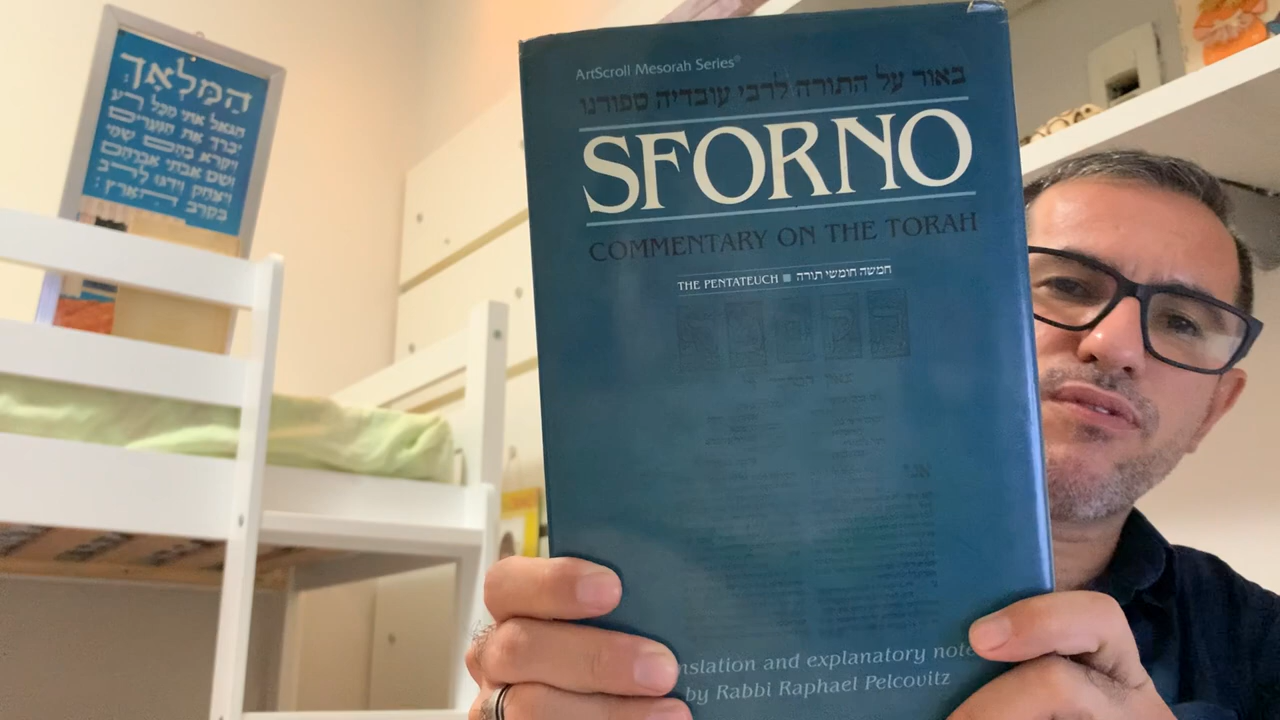 המלאך
הגאל אתי מכל רע
יברך את הנערים
ויקרא בהם שמי
ושם אבתי אברהם
ויצחק וידגו לרב
בקרב הארץ:
ArtScroll Mesorah Series®
באור על התורה לרבי עובדיה ספורנו
SFORNO
COMMENTARY ON THE TORAH
THE PENTATEUCH ■ חמשה חומשי תורה
and explanatory
by Rabbi Raphael Pelcovitz